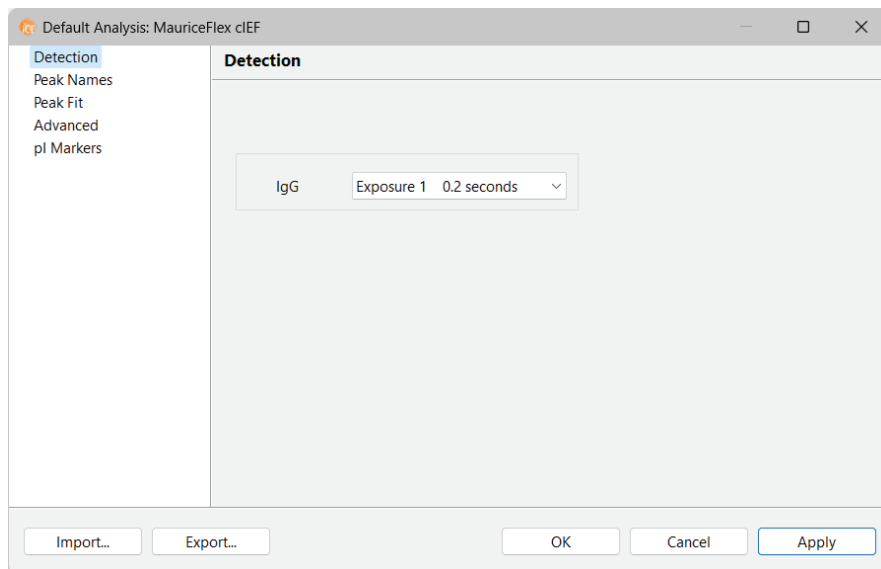 Default Analysis: MauriceFlex cIEF
Detection
Peak Names
Peak Fit
Advanced
pI Markers
Detection
IgG Exposure 1 0.2 seconds
Import... Export... OK Cancel Apply